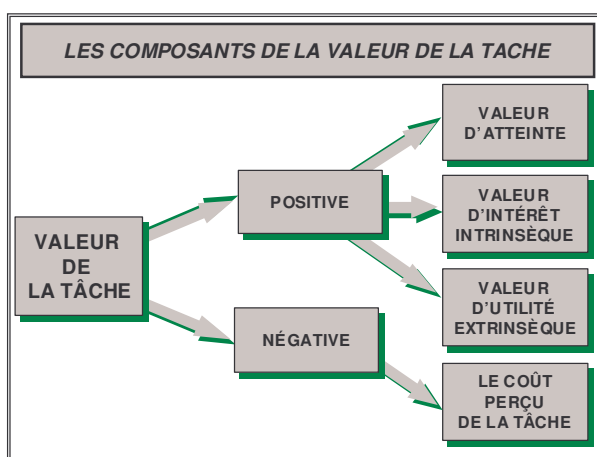 LES COMPOSANTS DE LA VALEUR DE LA TACHE
VALEUR
DE
LA TÂCHE
POSITIVE
NÉGATIVE
VALEUR
D'ATTEINTE
VALEUR
D'INTÉRÊT
INTRINSÈQUE
VALEUR
D'UTILITÉ
EXTRINSÈQUE
LE COÛT
PERÇU
DE LA TÂCHE